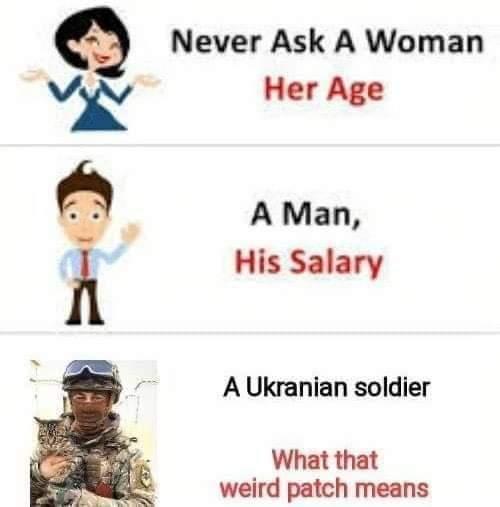 Never Ask A Woman
Her Age
A Man,
His Salary
A Ukranian soldier
What that
weird patch means